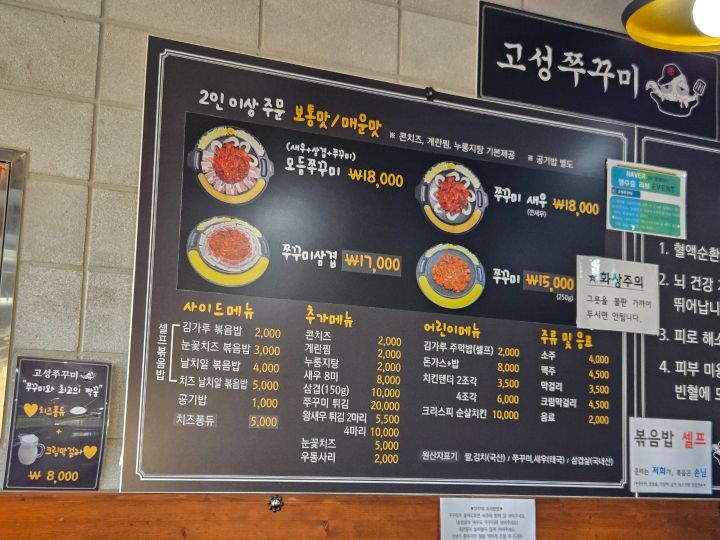 고성쭈꾸미
2인 이상 주문 보통맛/매운맛
※ 콘치즈, 계란찜, 누룽지탕 기본제공 ※ 공기밥 별도
(새우+삼겹+쭈꾸미)
모듬쭈꾸미 ₩18,000
쭈꾸미 새우 ₩18,000
(깐새우)
쭈꾸미삼겹 ₩17,000
쭈꾸미 ₩15,000
(250g)
사이드메뉴
셀프볶음밥
김가루 볶음밥 2,000
눈꽃치즈 볶음밥 3,000
날치알 볶음밥 4,000
치즈 날치알 볶음밥 5,000
공기밥 1,000
치즈퐁듀 5,000
추가메뉴
콘치즈 2,000
계란찜 2,000
누룽지탕 2,000
새우 8미 8,000
삼겹(150g) 10,000
쭈꾸미 튀김 20,000
왕새우 튀김 2마리 5,500
4마리 10,000
눈꽃치즈 5,000
우동사리 2,000
어린이메뉴
김가루 주먹밥(셀프) 2,000
돈가스+밥 8,000
치킨텐더 2조각 3,500
4조각 6,000
크리스피 순살치킨 10,000
주류 및 음료
소주 4,000
맥주 4,500
막걸리 3,500
크림막걸리 4,500
음료 2,000
원산지표기 쌀,김치(국산) / 쭈꾸미,새우(태국) / 삼겹살(국내산)
NAVER
영수증 리뷰 EVENT
★화상주의
그릇을 불판 가까이
두시면 안됩니다.
1. 혈액순환
2. 뇌 건강
뛰어납니
3. 피로 해소
4. 피부 미용
빈혈에 도
볶음밥 셀프
준비는 저희가, 볶음은 손님
고성쭈꾸미
"쭈꾸미와 최고의 짝꿍"
치즈퐁듀
+
크림막걸리
₩ 8,000